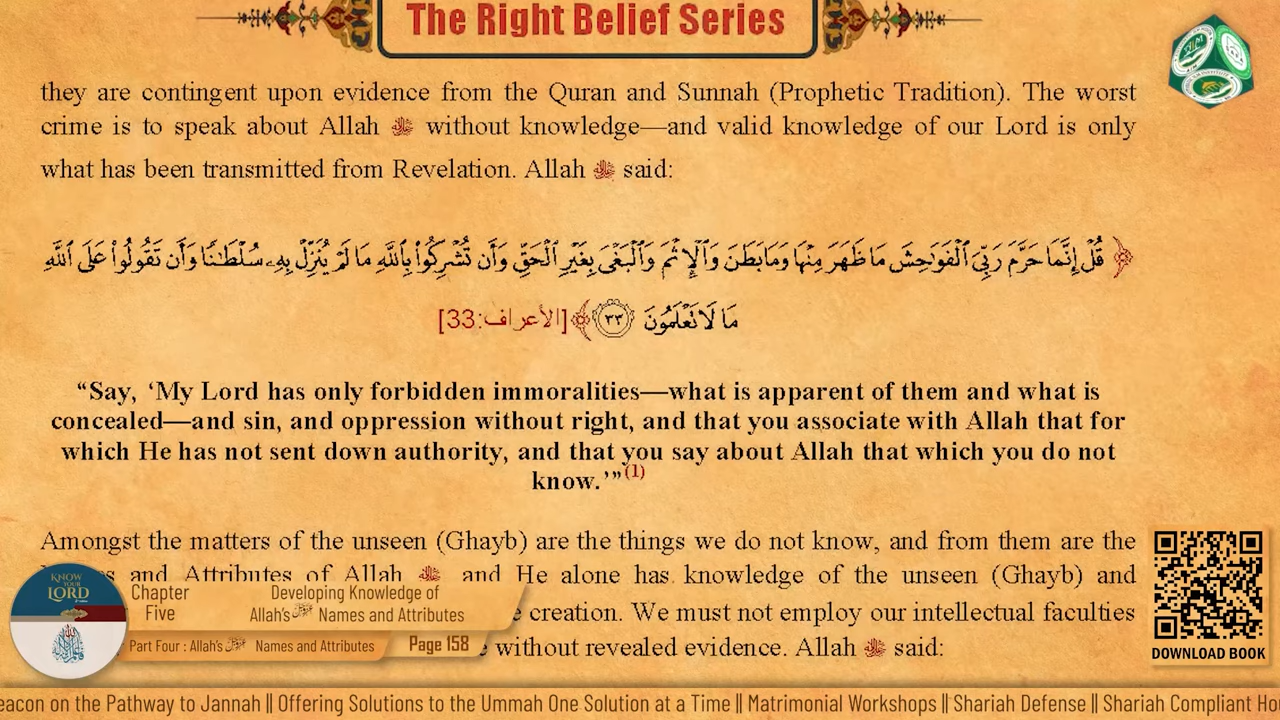 The Right Belief Series
they are contingent upon evidence from the Quran and Sunnah (Prophetic Tradition). The worst
crime is to speak about Allah ﷻ without knowledge—and valid knowledge of our Lord is only
what has been transmitted from Revelation. Allah ﷻ said:
﴿ قُلْ إِنَّمَا حَرَّمَ رَبِّيَ ٱلْفَوَٰحِشَ مَا ظَهَرَ مِنْهَا وَمَا بَطَنَ وَٱلْإِثْمَ وَٱلْبَغْيَ بِغَيْرِ ٱلْحَقِّ وَأَن تُشْرِكُوا۟ بِٱللَّهِ مَا لَمْ يُنَزِّلْ بِهِۦ سُلْطَٰنًا وَأَن تَقُولُوا۟ عَلَى ٱللَّهِ
مَا لَا تَعْلَمُونَ ٣٣ ﴾ [الأعراف:33]
“Say, ‘My Lord has only forbidden immoralities—what is apparent of them and what is
concealed—and sin, and oppression without right, and that you associate with Allah that for
which He has not sent down authority, and that you say about Allah that which you do not
know.’”(1)
Amongst the matters of the unseen (Ghayb) are the things we do not know, and from them are the
and Attributes of Allah ﷻ and He alone has knowledge of the unseen (Ghayb) and
creation. We must not employ our intellectual faculties
without revealed evidence. Allah ﷻ said:
KNOW
YOUR
LORD
Chapter
Five
Developing Knowledge of
Allah’s ﷻ Names and Attributes
Part Four : Allah’s ﷻ Names and Attributes
Page 158
DOWNLOAD BOOK
eacon on the Pathway to Jannah || Offering Solutions to the Ummah One Solution at a Time || Matrimonial Workshops || Shariah Defense || Shariah Compliant Ho